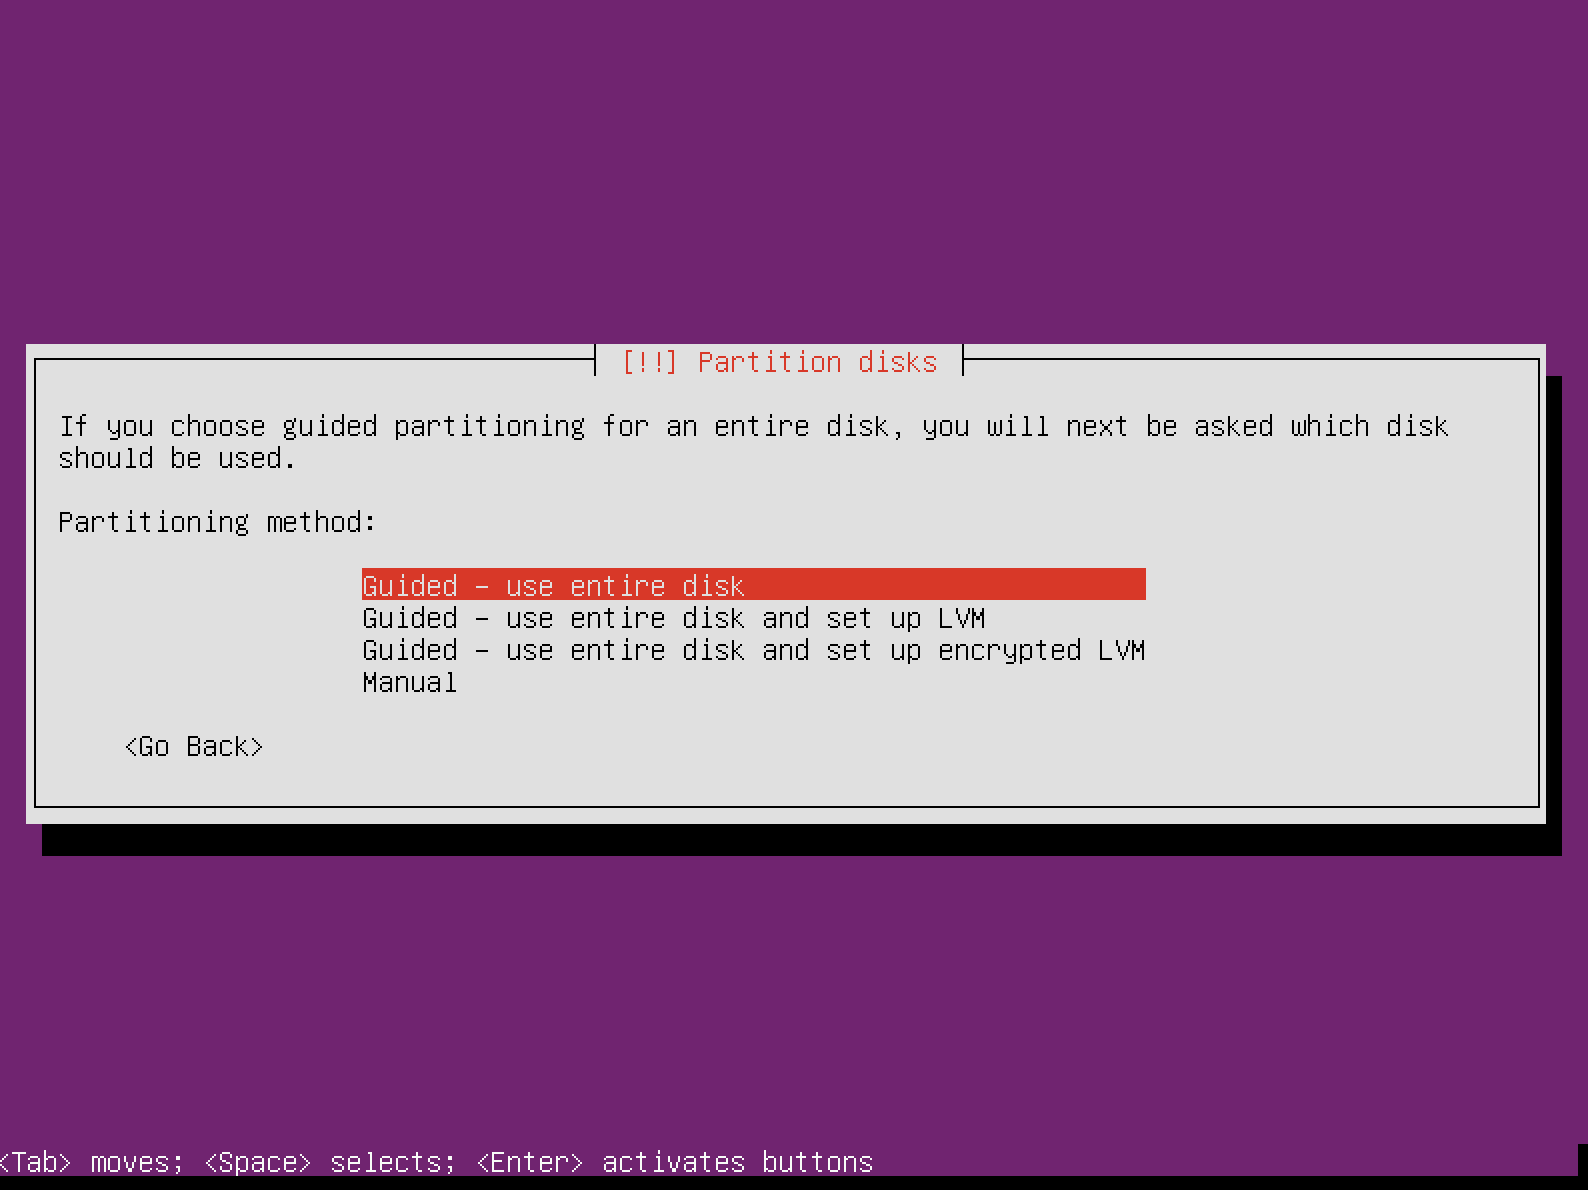 [!!] Partition disks
If you choose guided partitioning for an entire disk, you will next be asked which disk
should be used.
Partitioning method:
Guided - use entire disk
Guided - use entire disk and set up LVM
Guided - use entire disk and set up encrypted LVM
Manual
<Go Back>
<Tab> moves; <Space> selects; <Enter> activates buttons